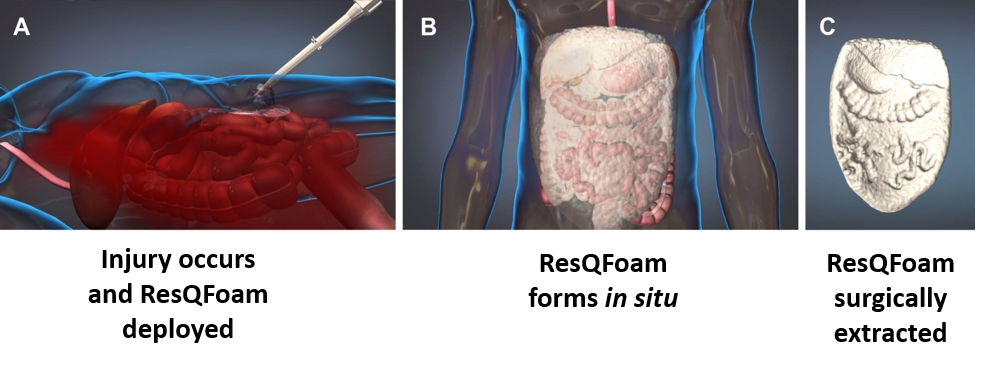 A
B
C
Injury occurs
and ResQFoam
deployed
ResQFoam
forms in situ
ResQFoam
surgically
extracted